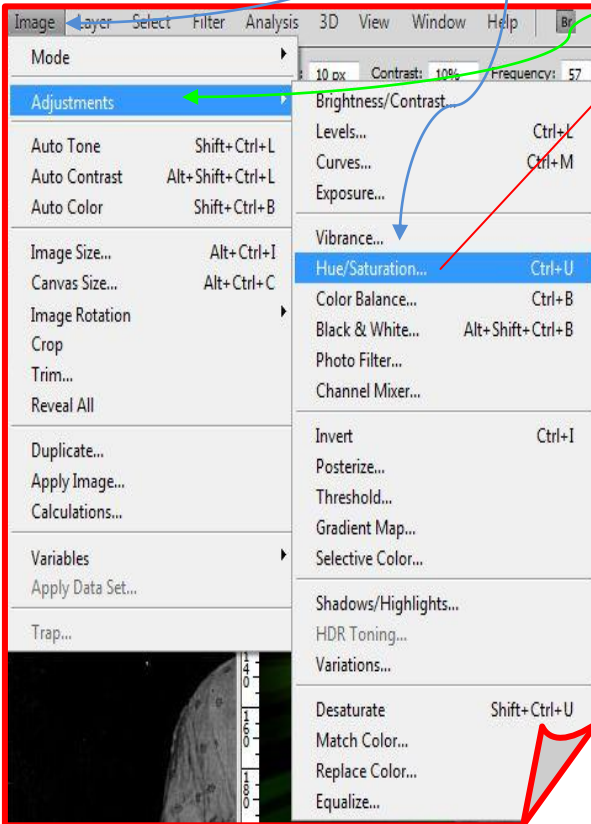 Image Layer Select Filter Analysis 3D View Window Help Br
10 px Contrast: 10% Frequency: 57
Mode
Adjustments
Auto Tone Shift+Ctrl+L
Auto Contrast Alt+Shift+Ctrl+L
Auto Color Shift+Ctrl+B
Image Size... Alt+Ctrl+I
Canvas Size... Alt+Ctrl+C
Image Rotation
Crop
Trim...
Reveal All
Duplicate...
Apply Image...
Calculations...
Variables
Apply Data Set...
Trap...
Brightness/Contrast...
Levels... Ctrl+L
Curves... Ctrl+M
Exposure...
Vibrance...
Hue/Saturation... Ctrl+U
Color Balance... Ctrl+B
Black & White... Alt+Shift+Ctrl+B
Photo Filter...
Channel Mixer...
Invert Ctrl+I
Posterize...
Threshold...
Gradient Map...
Selective Color...
Shadows/Highlights...
HDR Toning...
Variations...
Desaturate Shift+Ctrl+U
Match Color...
Replace Color...
Equalize...
140
160
180